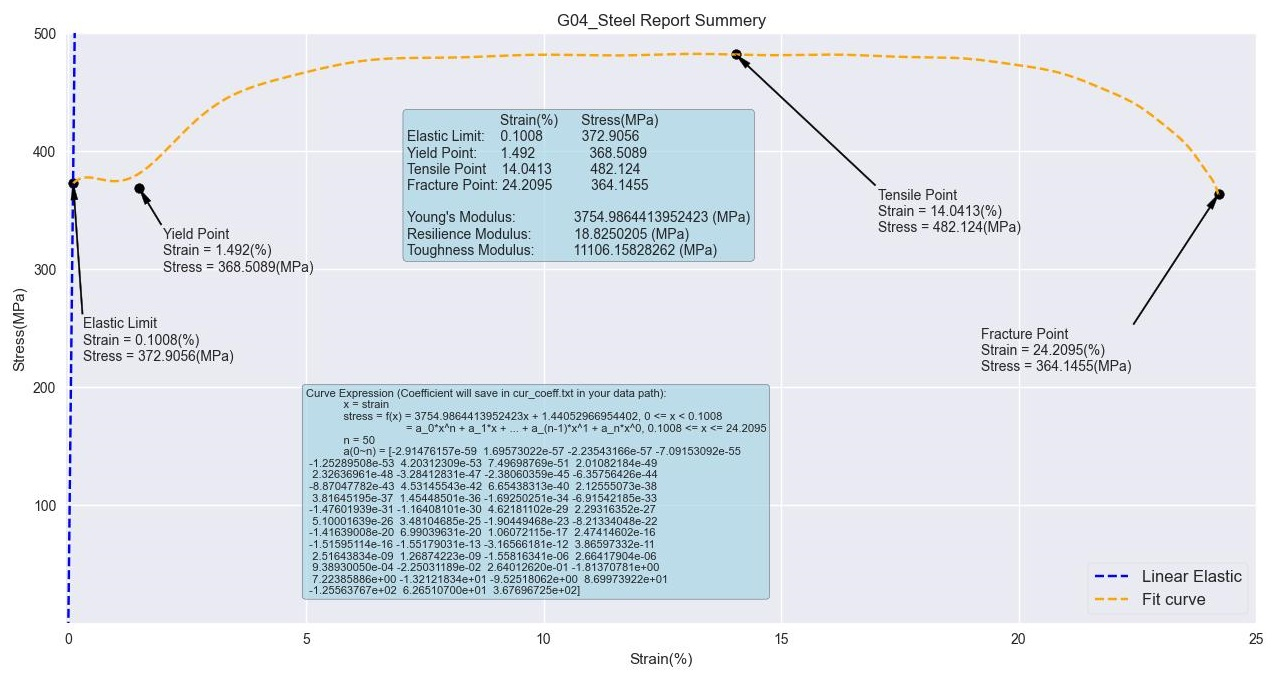 G04_Steel Report Summery
500
400
300
200
100
Stress(MPa)
0
5
10
15
20
25
Strain(%)
Strain(%) Stress(MPa)
Elastic Limit: 0.1008 372.9056
Yield Point: 1.492 368.5089
Tensile Point 14.0413 482.124
Fracture Point: 24.2095 364.1455
Young's Modulus: 3754.9864413952423 (MPa)
Resilience Modulus: 18.8250205 (MPa)
Toughness Modulus: 11106.15828262 (MPa)
Tensile Point
Strain = 14.0413(%)
Stress = 482.124(MPa)
Yield Point
Strain = 1.492(%)
Stress = 368.5089(MPa)
Elastic Limit
Strain = 0.1008(%)
Stress = 372.9056(MPa)
Fracture Point
Strain = 24.2095(%)
Stress = 364.1455(MPa)
Curve Expression (Coefficient will save in cur_coeff.txt in your data path):
x = strain
stress = f(x) = 3754.9864413952423x + 1.44052966954402, 0 <= x < 0.1008
= a_0*x^n + a_1*x + ... + a_(n-1)*x^1 + a_n*x^0, 0.1008 <= x <= 24.2095
n = 50
a(0~n) = [-2.91476157e-59 1.69573022e-57 -2.23543166e-57 -7.09153092e-55
-1.25289508e-53 4.20312309e-53 7.49698769e-51 2.01082184e-49
2.32636961e-48 -3.28412831e-47 -2.38060359e-45 -6.35756426e-44
-8.87047782e-43 4.53145543e-42 6.65438313e-40 2.12555073e-38
3.81645195e-37 1.45448501e-36 -1.69250251e-34 -6.91542185e-33
-1.47601939e-31 -1.16408101e-30 4.62181102e-29 2.29316352e-27
5.10001639e-26 3.48104685e-25 -1.90449468e-23 -8.21334048e-22
-1.41639008e-20 6.99039631e-20 1.06072115e-17 2.47414602e-16
-1.51595114e-16 -1.55179031e-13 -3.16566181e-12 3.86597332e-11
2.51643834e-09 1.26874223e-09 -1.55816341e-06 2.66417904e-06
9.38930050e-04 -2.25031189e-02 2.64012620e-01 -1.81370781e+00
7.22385886e+00 -1.32121834e+01 -9.52518062e+00 8.69973922e+01
-1.25563767e+02 6.26510700e+01 3.67696725e+02]
Linear Elastic
Fit curve